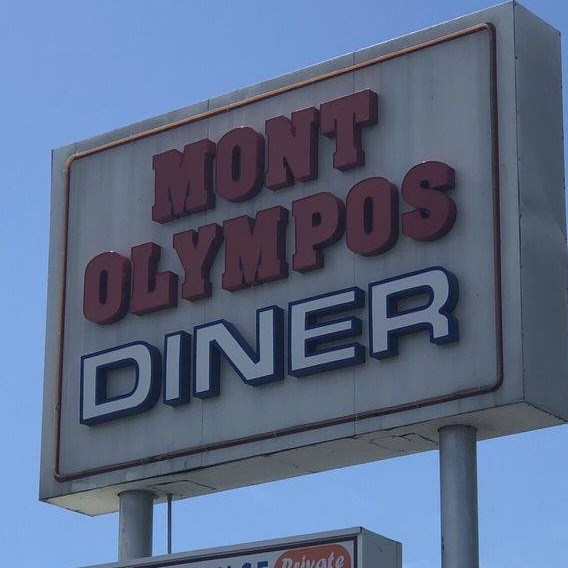 MONT
OLYMPOS
DINER
Private